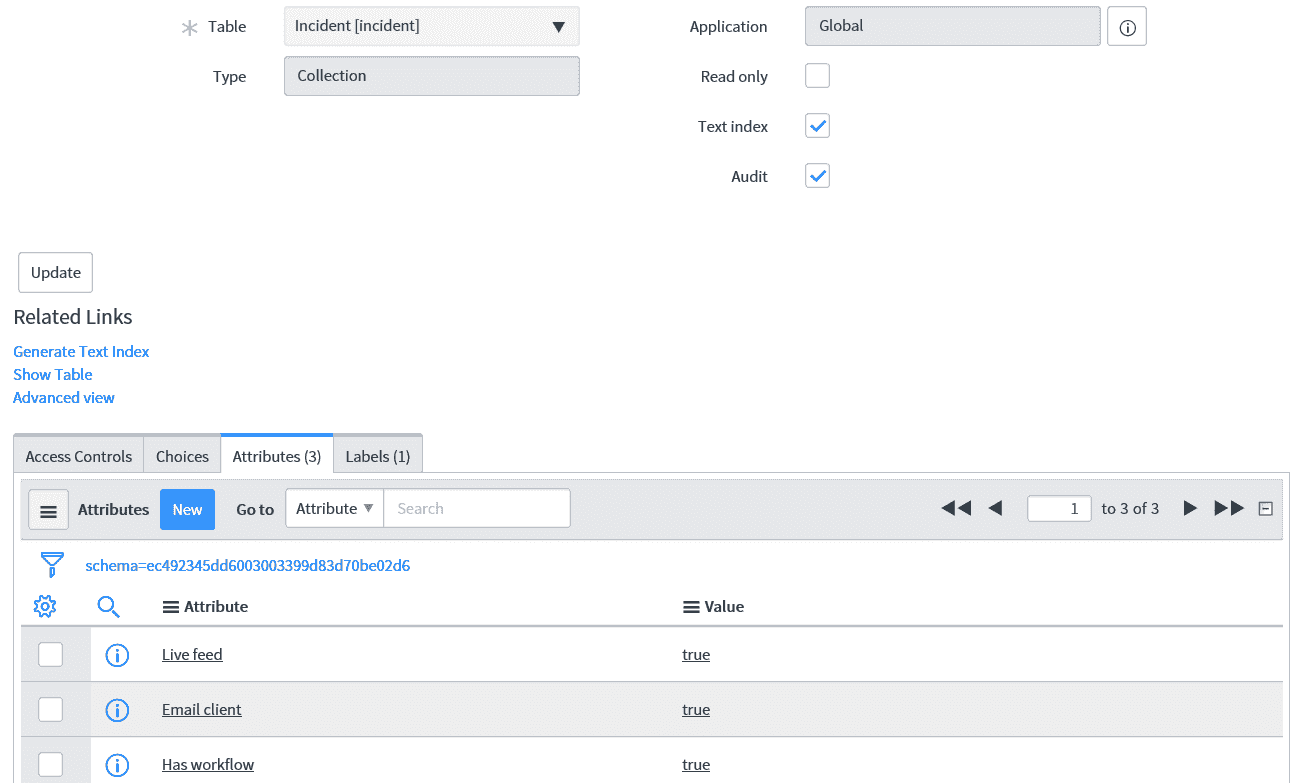 Table Incident [incident] Application Global
Type Collection Read only
Text index
Audit
Update
Related Links
Generate Text Index
Show Table
Advanced view
Access Controls Choices Attributes (3) Labels (1)
Attributes New Go to Attribute Search 1 to 3 of 3
schema=ec492345dd6003003399d83d70be02d6
Attribute Value
Live feed true
Email client true
Has workflow true